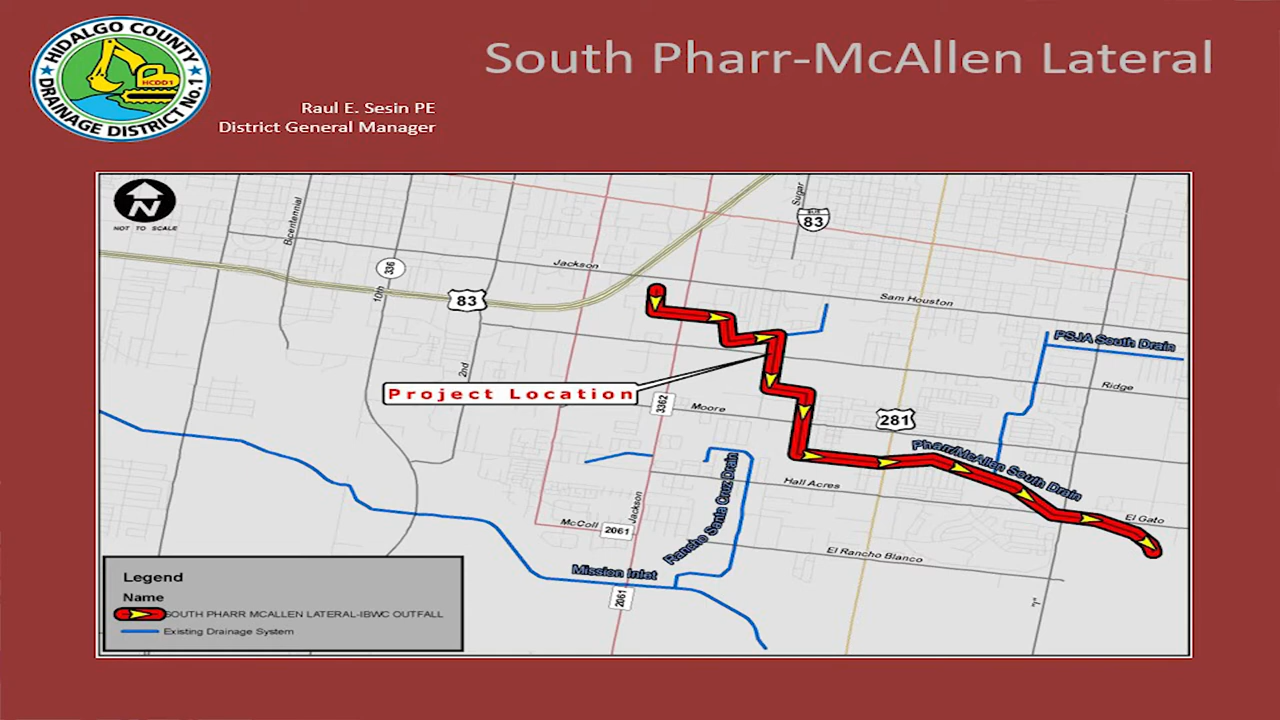 HIDALGO COUNTY
HCDD1
DRAINAGE DISTRICT No.1
South Pharr-McAllen Lateral
Raul E. Sesin PE
District General Manager
N
NOT TO SCALE
Bicentennial
Sugar
83
336
10th
83
Jackson
Sam Houston
PSJA South Drain
2nd
Ridge
Project Location
3362
Moore
281
Pharr/McAllen South Drain
Hall Acres
Rancho Santa Cruz Drain
Jackson
McColl
2061
El Gato
El Rancho Blanco
Mission Inlet
2061
"I"
Legend
Name
SOUTH PHARR MCALLEN LATERAL-IBWC OUTFALL
Existing Drainage System